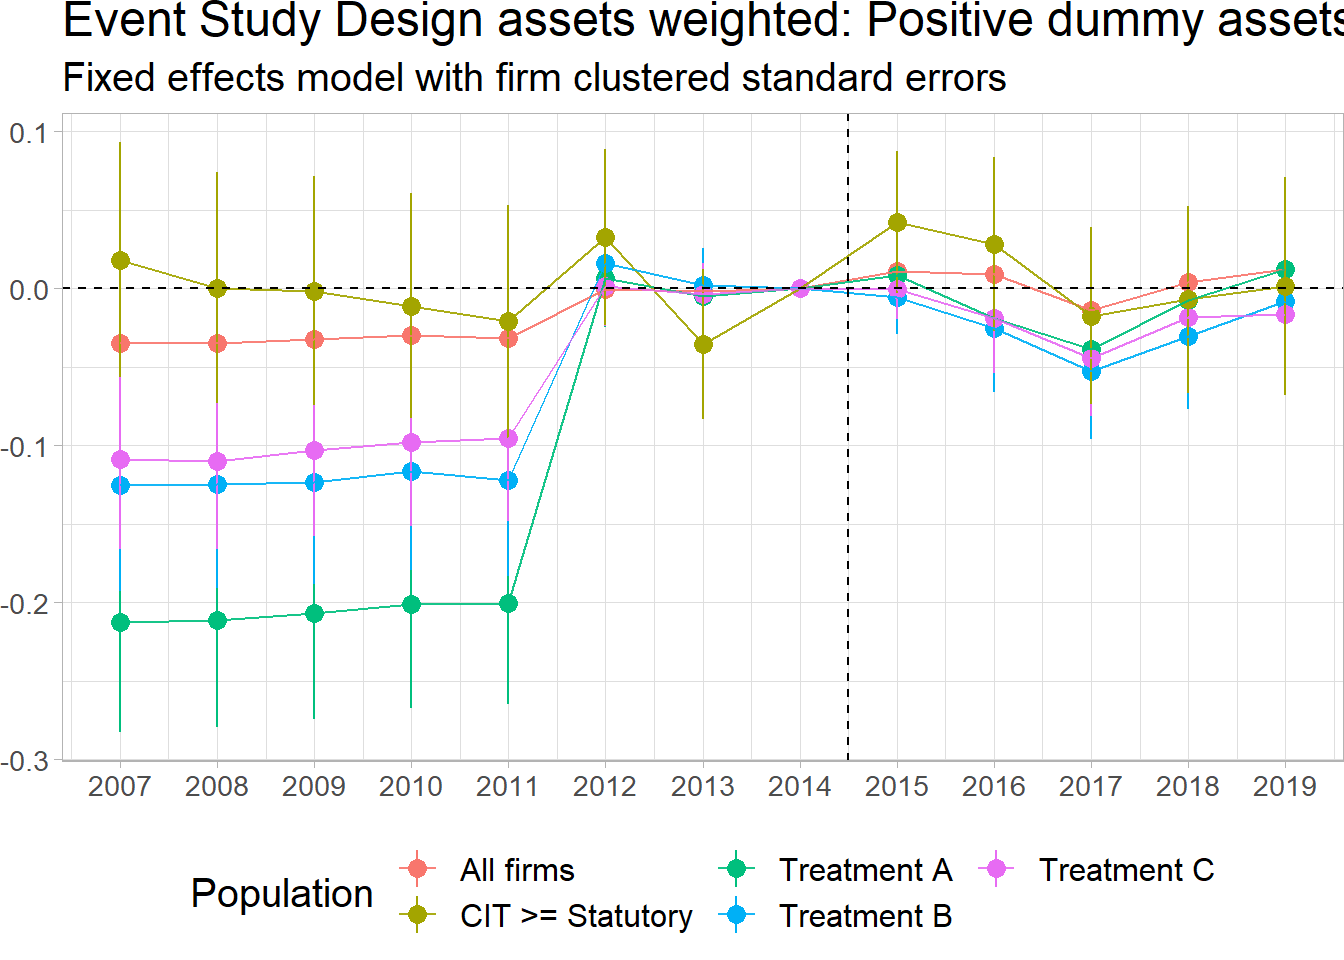 Event Study Design assets weighted: Positive dummy assets
Fixed effects model with firm clustered standard errors
0.1
0.0
-0.1
-0.2
-0.3
2007 2008 2009 2010 2011 2012 2013 2014 2015 2016 2017 2018 2019
Population
All firms
CIT >= Statutory
Treatment A
Treatment B
Treatment C